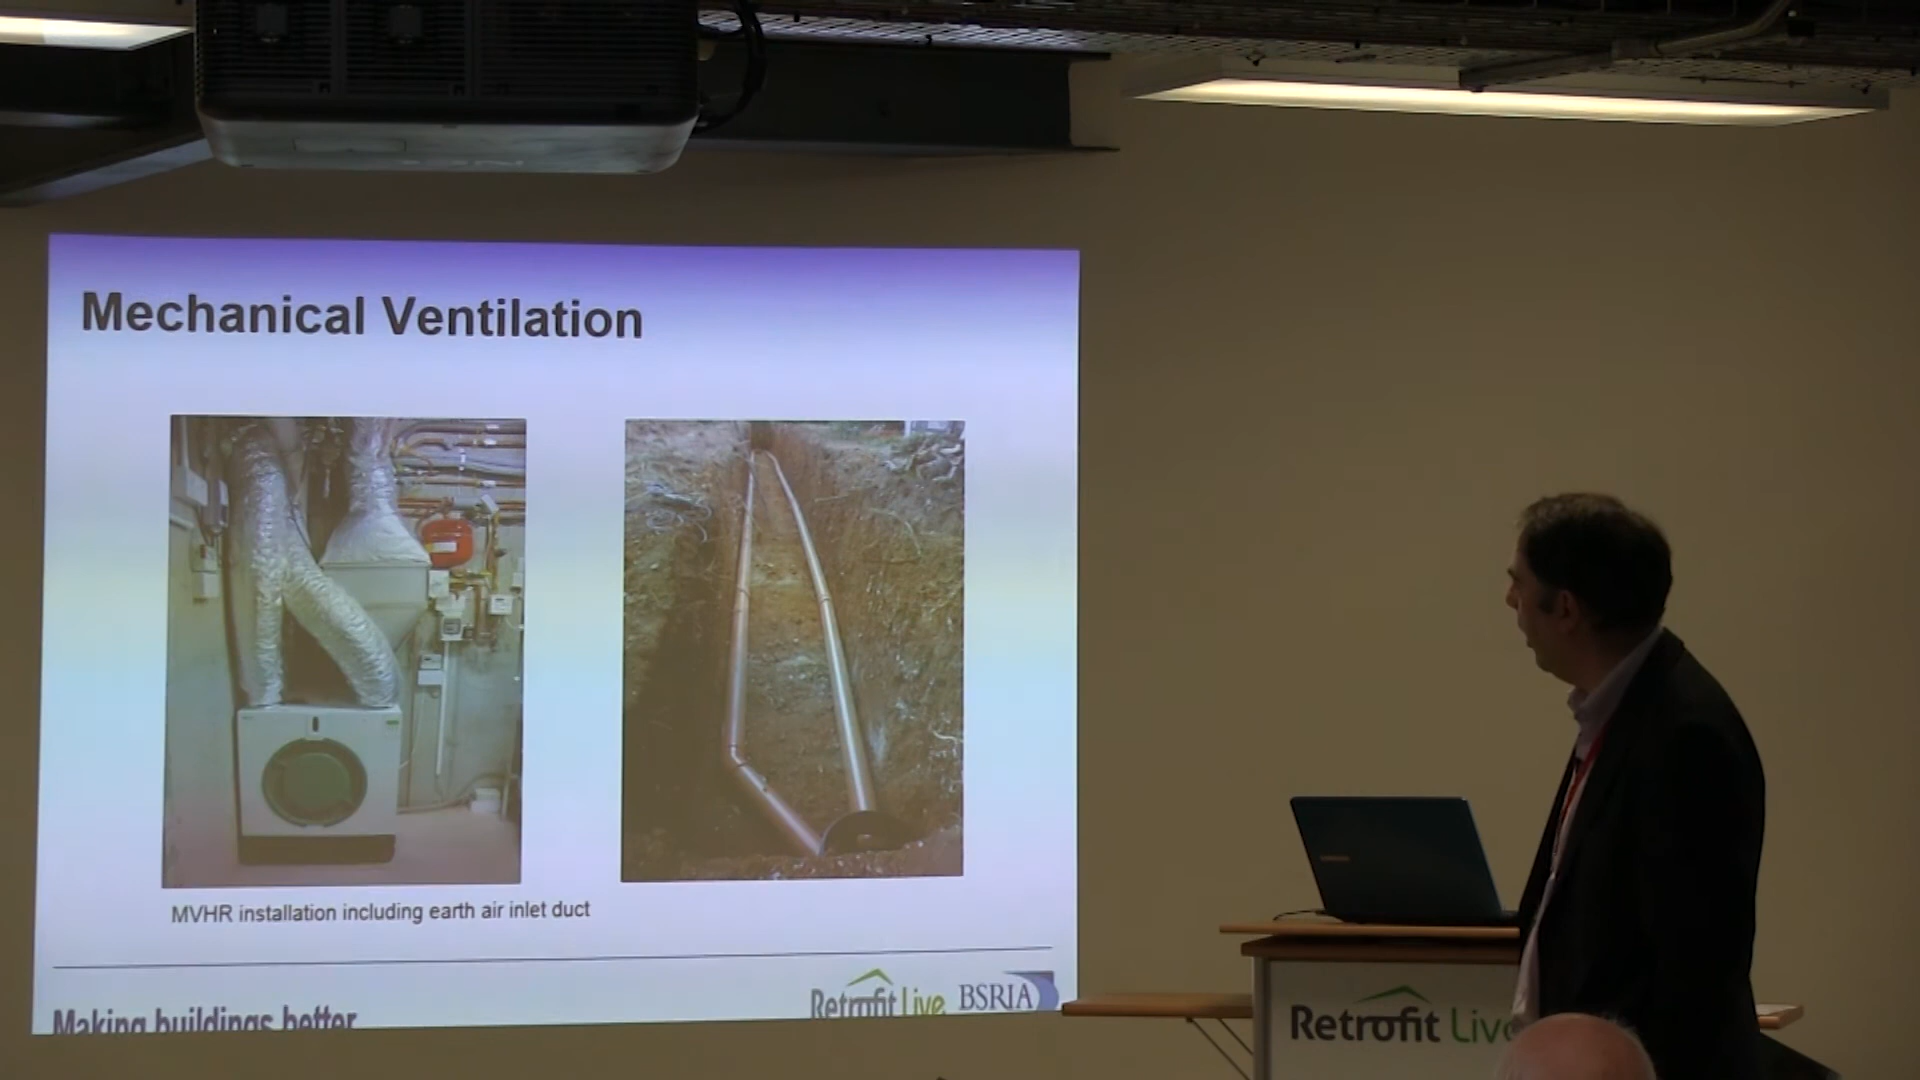 Mechanical Ventilation
MVHR installation including earth air inlet duct
Making buildings better
Retrofit Live
BSRIA
Retrofit Live